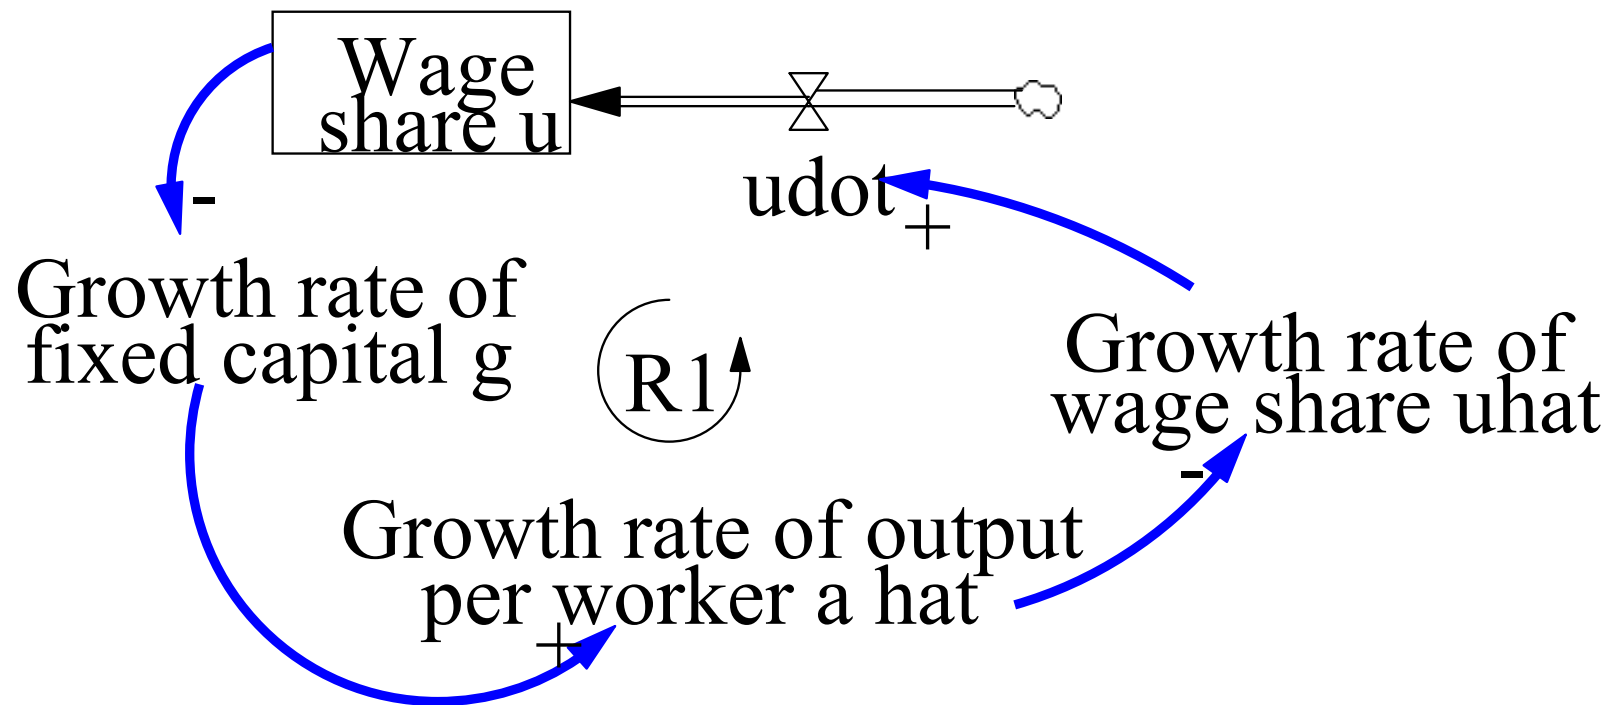 Wage
share u
udot
+
-
Growth rate of
fixed capital g
R1
Growth rate of
wage share uhat
-
Growth rate of output
per worker a hat
+